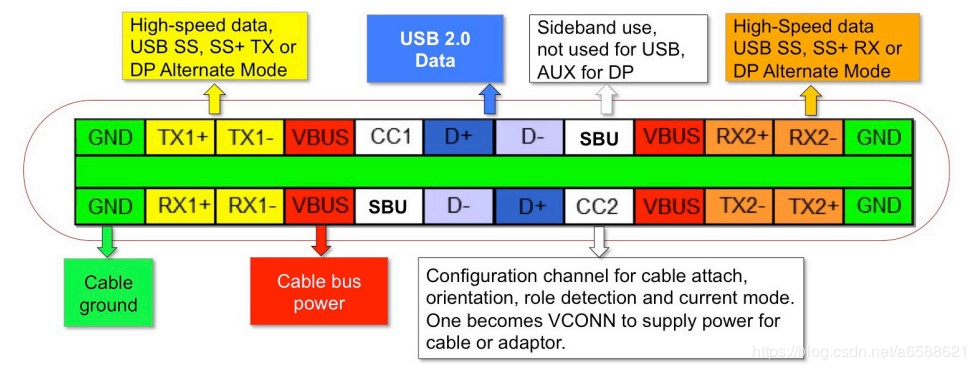 High-speed data,
USB SS, SS+ TX or
DP Alternate Mode
USB 2.0
Data
Sideband use,
not used for USB,
AUX for DP
High-Speed data
USB SS, SS+ RX or
DP Alternate Mode
GND TX1+ TX1- VBUS CC1 D+ D- SBU VBUS RX2+ RX2- GND
GND RX1+ RX1- VBUS SBU D- D+ CC2 VBUS TX2- TX2+ GND
Cable
ground
Cable bus
power
Configuration channel for cable attach,
orientation, role detection and current mode.
One becomes VCONN to supply power for
cable or adaptor.
https://blog.csdn.net/a6588621